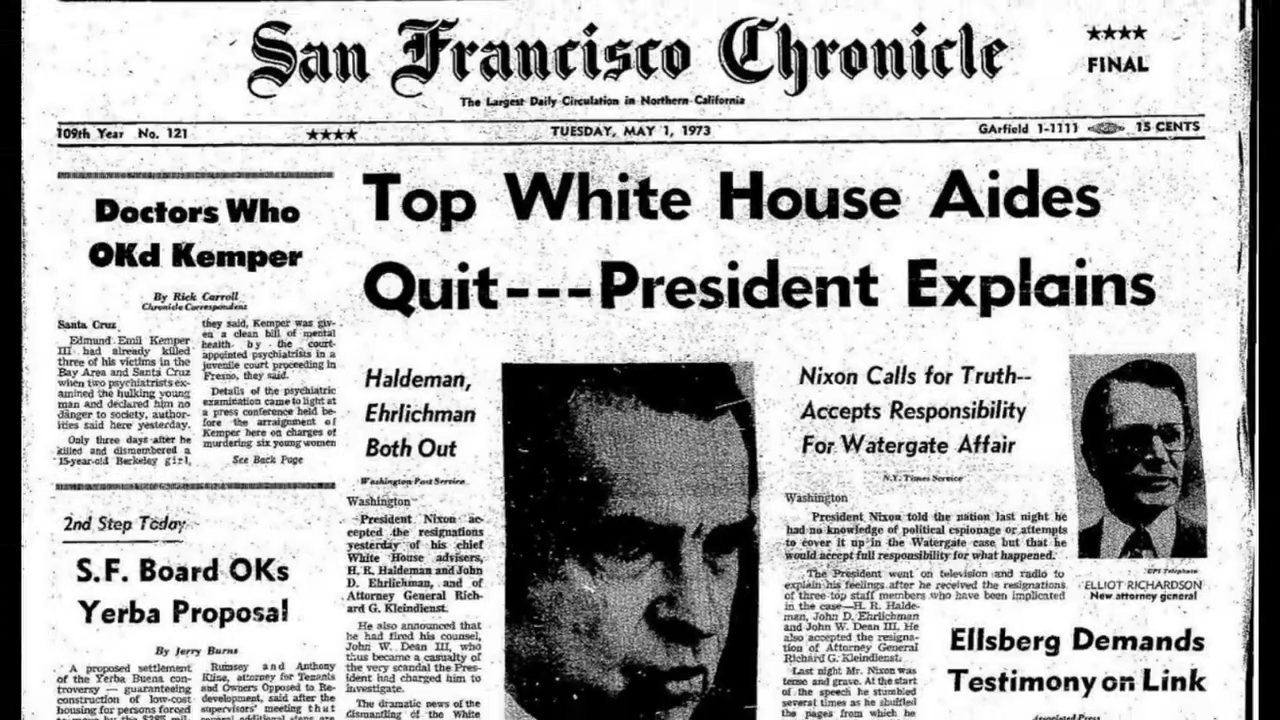 San Francisco Chronicle
★★★★
FINAL
The Largest Daily Circulation in Northern California
109th Year No. 121
★★★★
TUESDAY, MAY 1, 1973
GArfield 1-1111
15 CENTS
Doctors Who
OKd Kemper
By Rick Carroll
Chronicle Correspondent
Santa Cruz
Edmund Emil Kemper
III had already killed
three of his victims in the
Bay Area and Santa Cruz
when two psychiatrists ex-
amined the hulking young
man and declared him no
danger to society, author-
ities said here yesterday.
Only three days after he
killed and dismembered a
15-year-old Berkeley girl,
they said, Kemper was giv-
en a clean bill of mental
health by the court-
appointed psychiatrists in a
juvenile court proceeding in
Fresno, they said.
Details of the psychiatric
examination came to light at
a press conference held be-
fore the arraignment of
Kemper here on charges of
murdering six young women
See Back Page
2nd Step Today
S.F. Board OKs
Yerba Proposal
By Jerry Burns
A proposed settlement
of the Yerba Buena con-
troversy — guaranteeing
construction of low-cost
housing for persons forced
Rumsey and Anthony
Kline, attorney for Tenants
and Owners Opposed to Re-
development, said after the
supervisors' meeting that
Top White House Aides
Quit---President Explains
Haldeman,
Ehrlichman
Both Out
Washington Post Service
Washington
President Nixon ac-
cepted the resignations
yesterday of his chief
White House advisers,
H. R. Haldeman and John
D. Ehrlichman, and of
Attorney General Rich-
ard G. Kleindienst.
He also announced that
he had fired his counsel,
John W. Dean III, who
thus became a casualty of
the very scandal the Pres-
ident had charged him to
investigate.
The dramatic news of the
dismantling of the White
Nixon Calls for Truth--
Accepts Responsibility
For Watergate Affair
N.Y. Times Service
Washington
President Nixon told the nation last night he
had no knowledge of political espionage or attempts
to cover it up in the Watergate case but that he
would accept full responsibility for what happened.
The President went on television and radio to
explain his feelings after he received the resignations
of three top staff members who have been implicated
in the case—H. R. Halde-
man, John D. Ehrlichman
and John W. Dean III. He
also accepted the resigna-
tion of Attorney General
Richard G. Kleindienst.
Last night Mr. Nixon was
tense and grave. At the start
of the speech he stumbled
several times as he shuffled
the pages from which he
UPI Telephoto
ELLIOT RICHARDSON
New attorney general
Ellsberg Demands
Testimony on Link
Associated Press